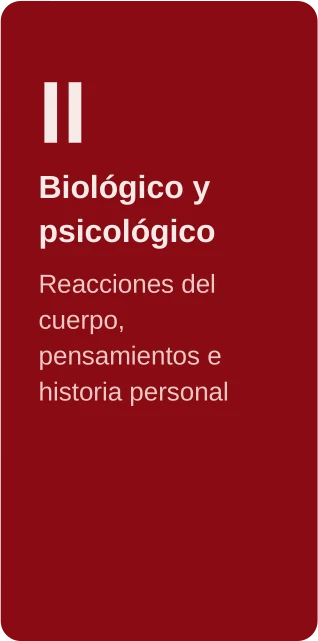 II
Biológico y
psicológico
Reacciones del
cuerpo,
pensamientos e
historia personal